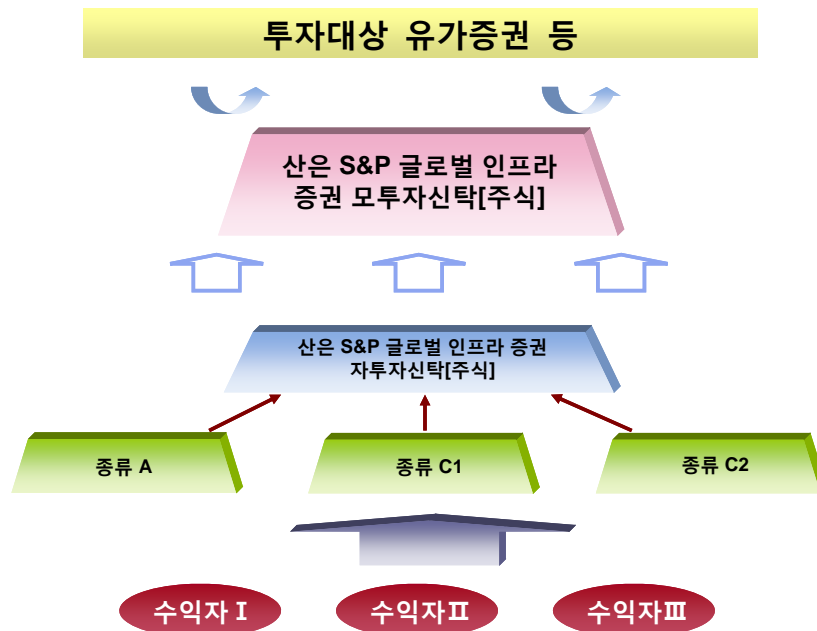 투자대상 유가증권 등
산은 S&P 글로벌 인프라
증권 모투자신탁[주식]
산은 S&P 글로벌 인프라 증권
자투자신탁[주식]
종류 A
종류 C1
종류 C2
수익자 Ⅰ
수익자Ⅱ
수익자Ⅲ